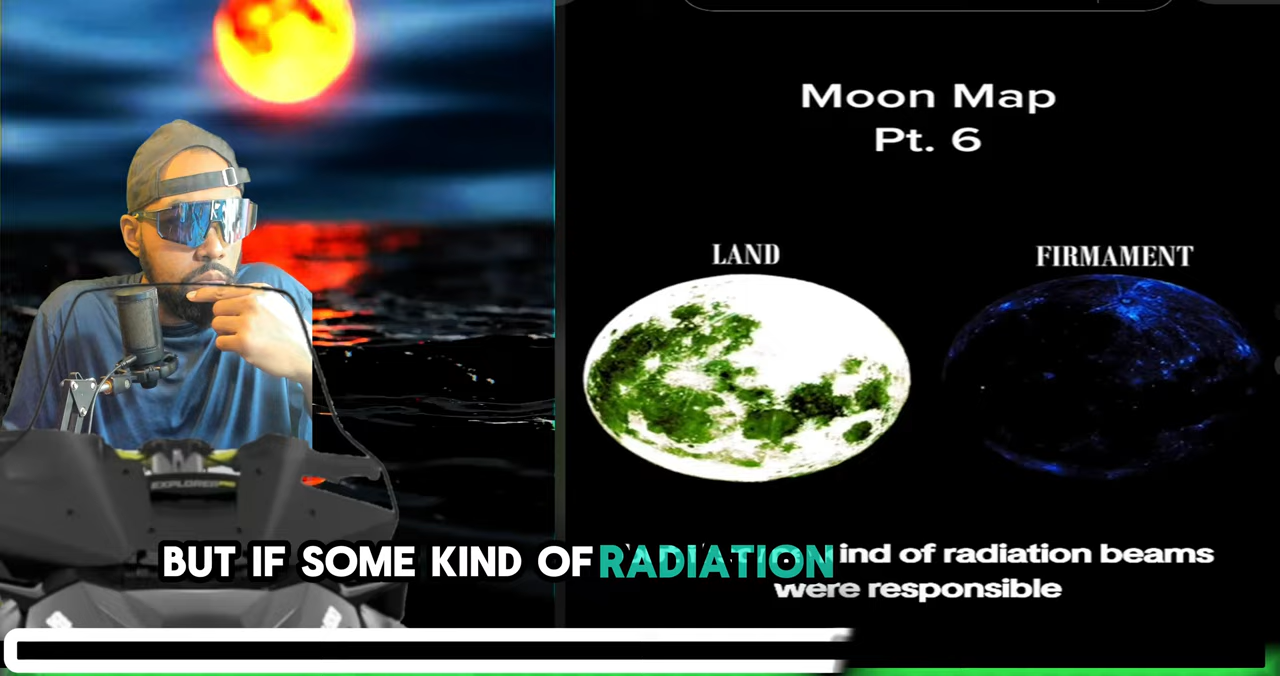 Moon Map
Pt. 6
LAND
FIRMAMENT
EXPLORER
BUT IF SOME KIND OF RADIATION
ind of radiation beams
were responsible